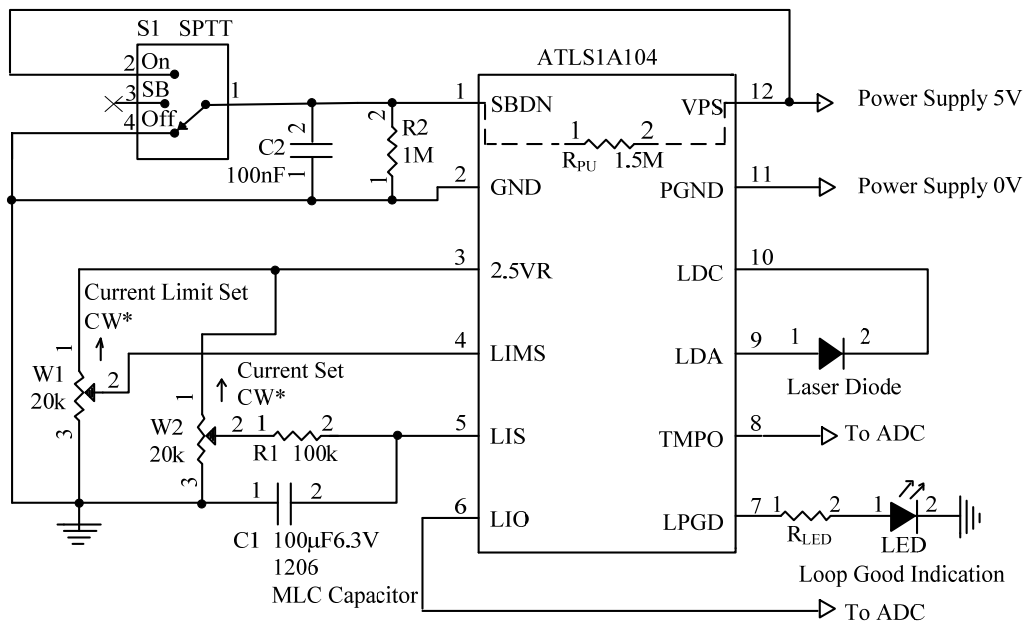 S1 SPTT
2 On
3 SB
4 Off
1
ATLS1A104
1 SBDN
VPS 12
Power Supply 5V
1 2
RPU 1.5M
2
C2
100nF
1
2
R2
1M
1
2 GND
PGND 11
Power Supply 0V
3 2.5VR
LDC 10
Current Limit Set
CW*
1
W1
20k
2
3
4 LIMS
LDA 9
1 2
Laser Diode
Current Set
CW*
1
W2
20k
2
3
1 2
R1 100k
5 LIS
TMPO 8
To ADC
1 2
C1 100μF6.3V
1206
MLC Capacitor
6 LIO
LPGD 7
1 2
RLED
1 2
LED
Loop Good Indication
To ADC